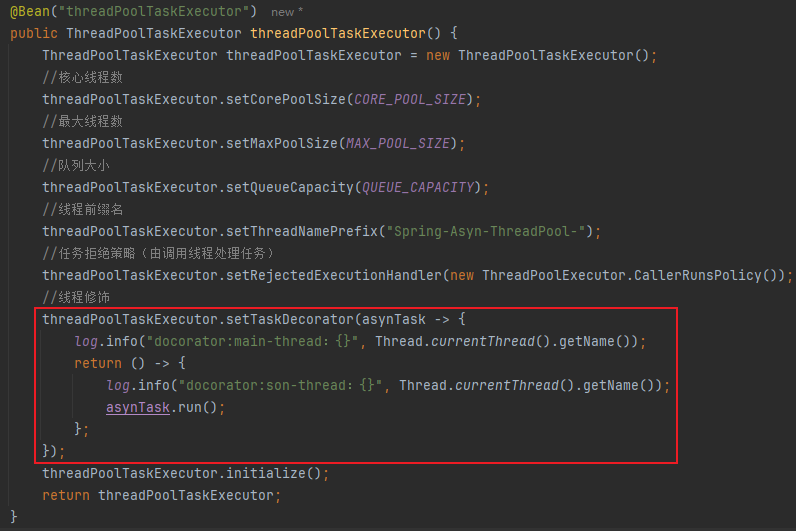 @Bean("threadPoolTaskExecutor")  new *
public ThreadPoolTaskExecutor threadPoolTaskExecutor() {
    ThreadPoolTaskExecutor threadPoolTaskExecutor = new ThreadPoolTaskExecutor();
    //核心线程数
    threadPoolTaskExecutor.setCorePoolSize(CORE_POOL_SIZE);
    //最大线程数
    threadPoolTaskExecutor.setMaxPoolSize(MAX_POOL_SIZE);
    //队列大小
    threadPoolTaskExecutor.setQueueCapacity(QUEUE_CAPACITY);
    //线程前缀名
    threadPoolTaskExecutor.setThreadNamePrefix("Spring-Asyn-ThreadPool-");
    //任务拒绝策略（由调用线程处理任务）
    threadPoolTaskExecutor.setRejectedExecutionHandler(new ThreadPoolExecutor.CallerRunsPolicy());
    //线程修饰
    threadPoolTaskExecutor.setTaskDecorator(asynTask -> {
        log.info("docorator:main-thread：{}", Thread.currentThread().getName());
        return () -> {
            log.info("docorator:son-thread：{}", Thread.currentThread().getName());
            asynTask.run();
        };
    });
    threadPoolTaskExecutor.initialize();
    return threadPoolTaskExecutor;
}